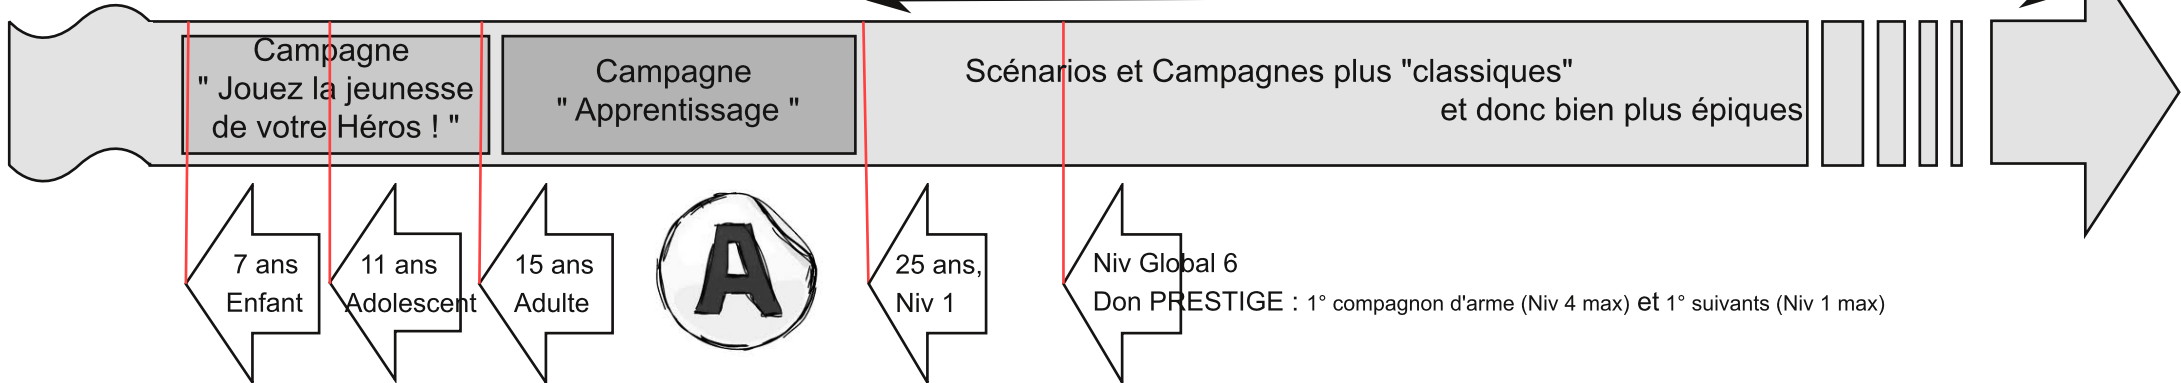 Campagne
" Jouez la jeunesse
de votre Héros ! "
Campagne
" Apprentissage "
Scénarios et Campagnes plus "classiques"
et donc bien plus épiques
7 ans
Enfant
11 ans
Adolescent
15 ans
Adulte
A
25 ans,
Niv 1
Niv Global 6
Don PRESTIGE : 1° compagnon d'arme (Niv 4 max) et 1° suivants (Niv 1 max)